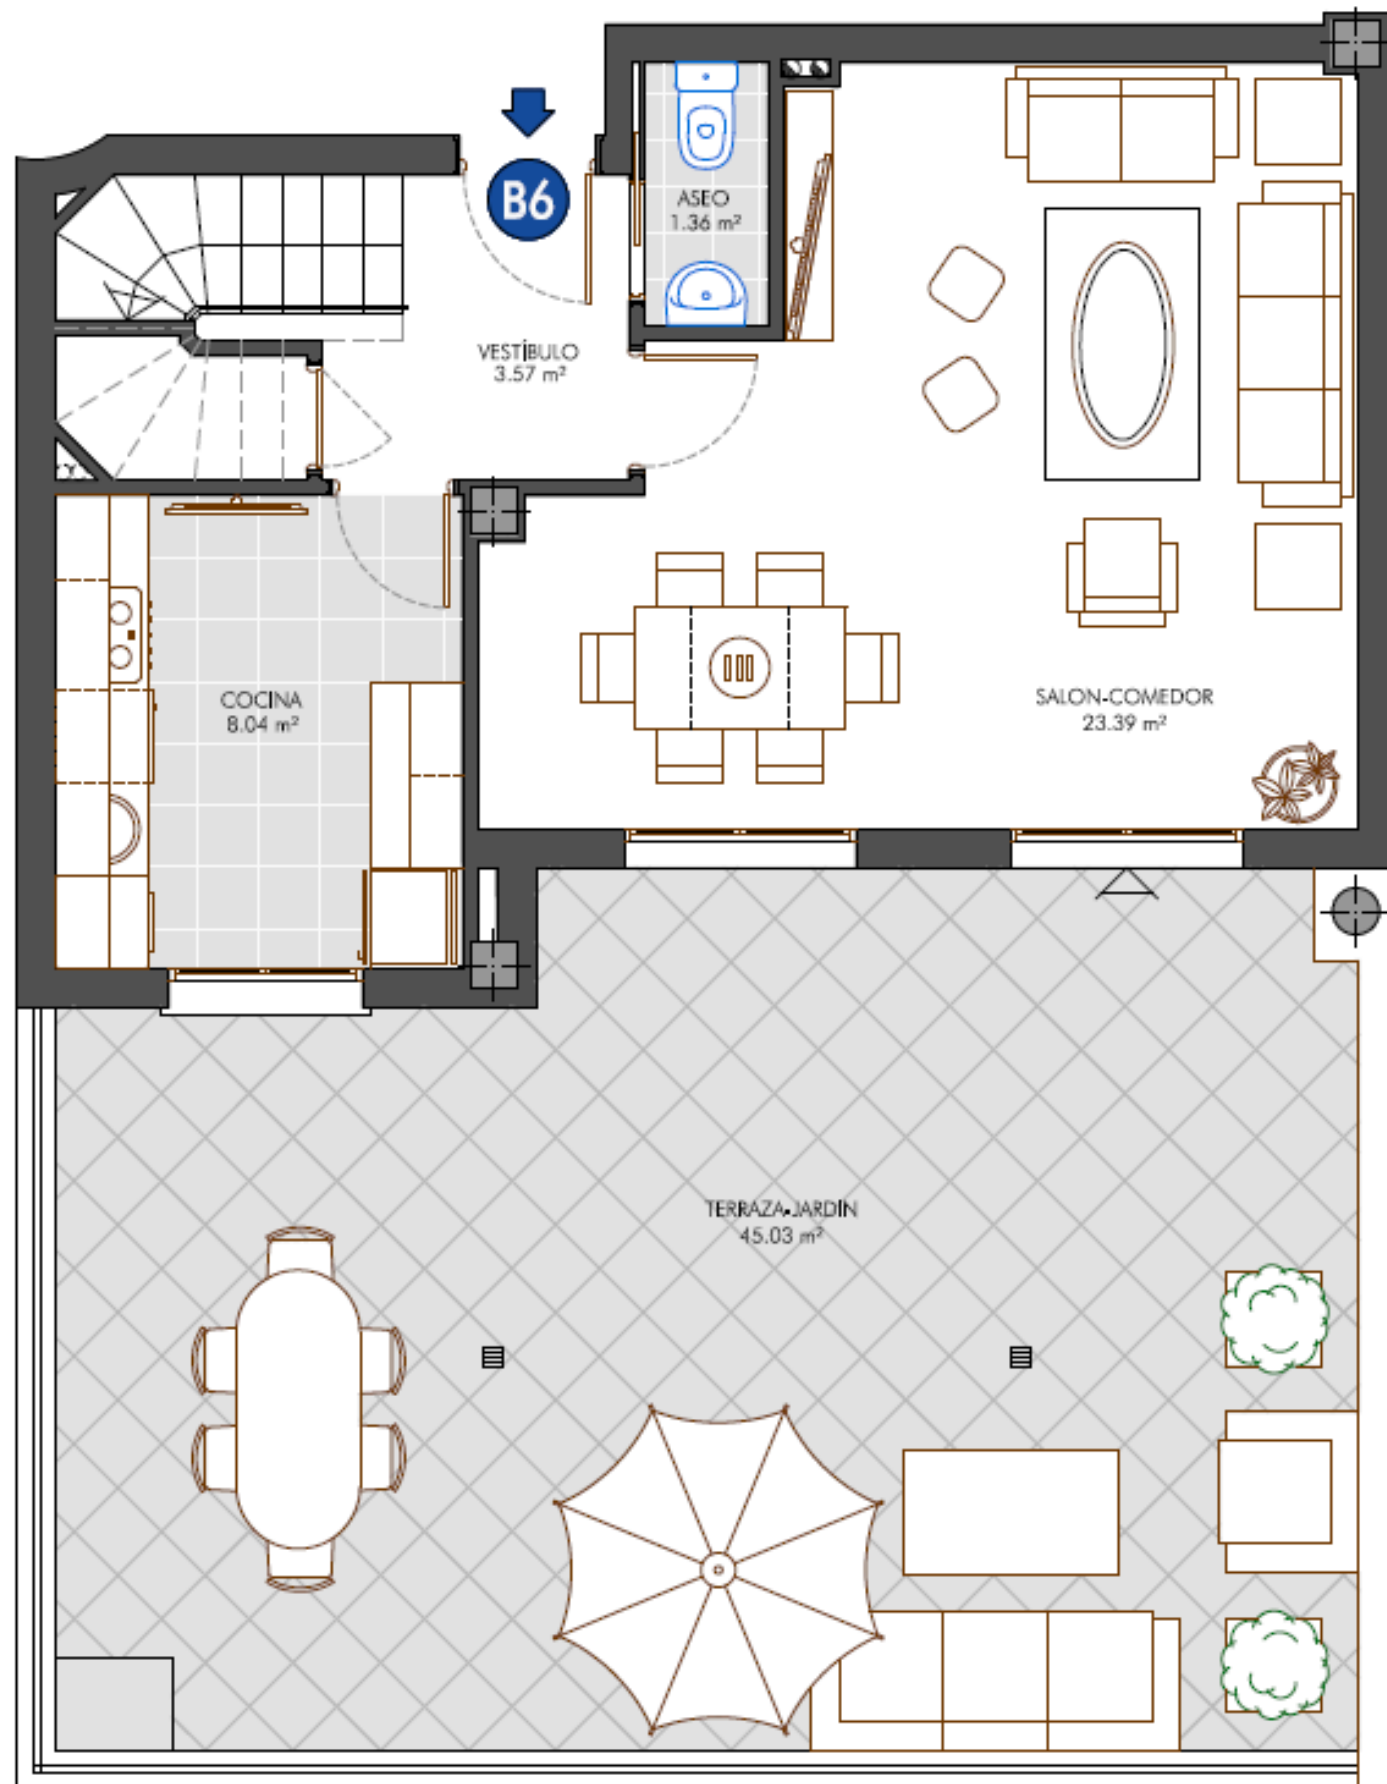 B6
ASEO
1.36 m²
VESTÍBULO
3.57 m²
COCINA
8.04 m²
SALON-COMEDOR
23.39 m²
TERRAZA-JARDÍN
45.03 m²